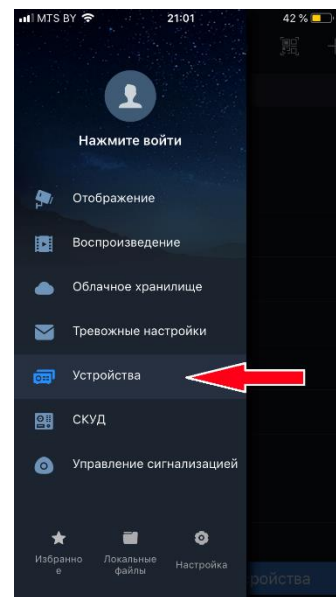 MTS BY 21:01 42 %
Нажмите войти
Отображение
Воспроизведение
Облачное хранилище
Тревожные настройки
Устройства
СКУД
Управление сигнализацией
Избранно
е
Локальные
файлы
Настройка
ройства